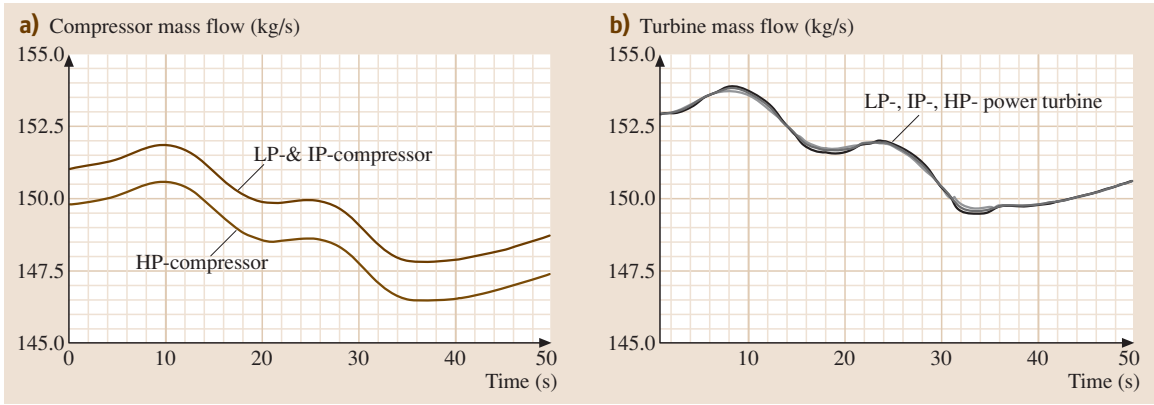 a) Compressor mass flow (kg/s)
155.0
152.5
150.0
147.5
145.0
LP-& IP-compressor
HP-compressor
0 10 20 30 40 50
Time (s)
b) Turbine mass flow (kg/s)
155.0
152.5
150.0
147.5
145.0
LP-, IP-, HP- power turbine
10 20 30 40 50
Time (s)